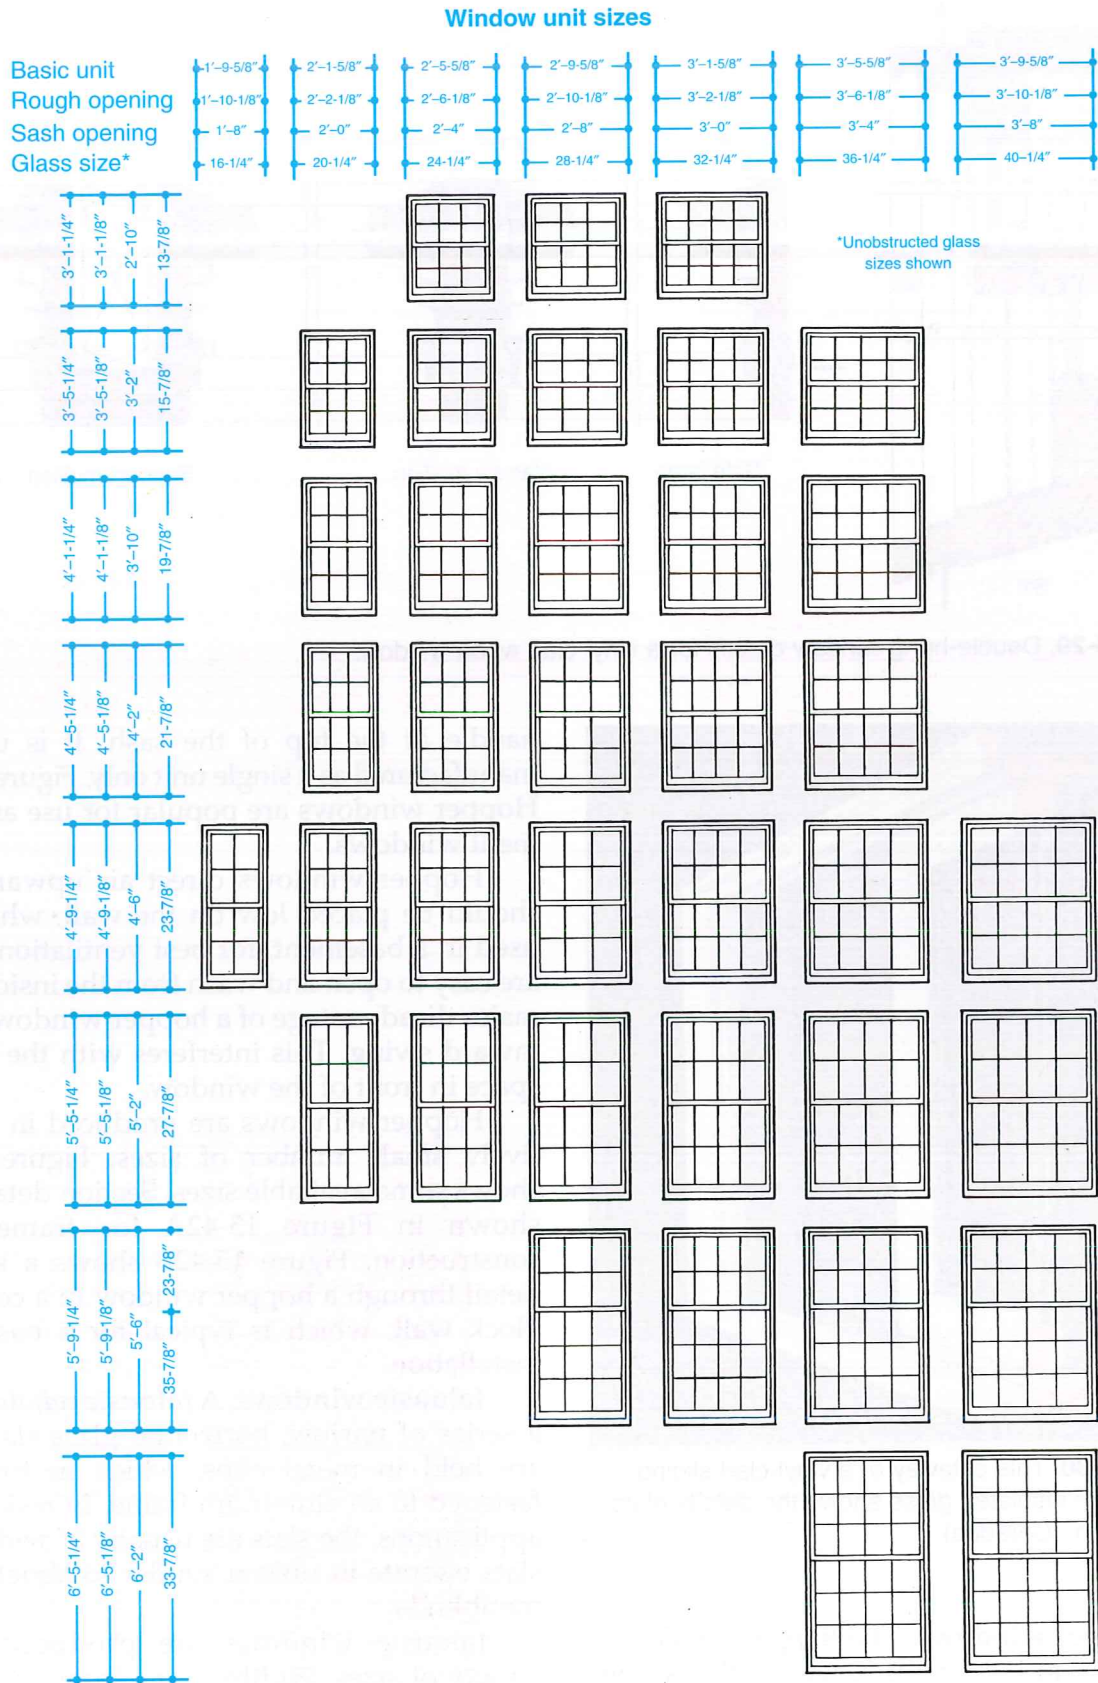 Window unit sizes
Basic unit 1′–9-5/8″ 2′–1-5/8″ 2′–5-5/8″ 2′–9-5/8″ 3′–1-5/8″ 3′–5-5/8″ 3′–9-5/8″
Rough opening 1′–10-1/8″ 2′–2-1/8″ 2′–6-1/8″ 2′–10-1/8″ 3′–2-1/8″ 3′–6-1/8″ 3′–10-1/8″
Sash opening 1′–8″ 2′–0″ 2′–4″ 2′–8″ 3′–0″ 3′–4″ 3′–8″
Glass size* 16-1/4″ 20-1/4″ 24-1/4″ 28-1/4″ 32-1/4″ 36-1/4″ 40-1/4″
3′–1-1/4″ 3′–1-1/8″ 2′–10″ 13-7/8″
*Unobstructed glass
sizes shown
3′–5-1/4″ 3′–5-1/8″ 3′–2″ 15-7/8″
4′–1-1/4″ 4′–1-1/8″ 3′–10″ 19-7/8″
4′–5-1/4″ 4′–5-1/8″ 4′–2″ 21-7/8″
4′–9-1/4″ 4′–9-1/8″ 4′–6″ 23-7/8″
5′–5-1/4″ 5′–5-1/8″ 5′–2″ 27-7/8″
5′–9-1/4″ 5′–9-1/8″ 5′–6″ 35-7/8″ 23-7/8″
6′–5-1/4″ 6′–5-1/8″ 6′–2″ 33-7/8″